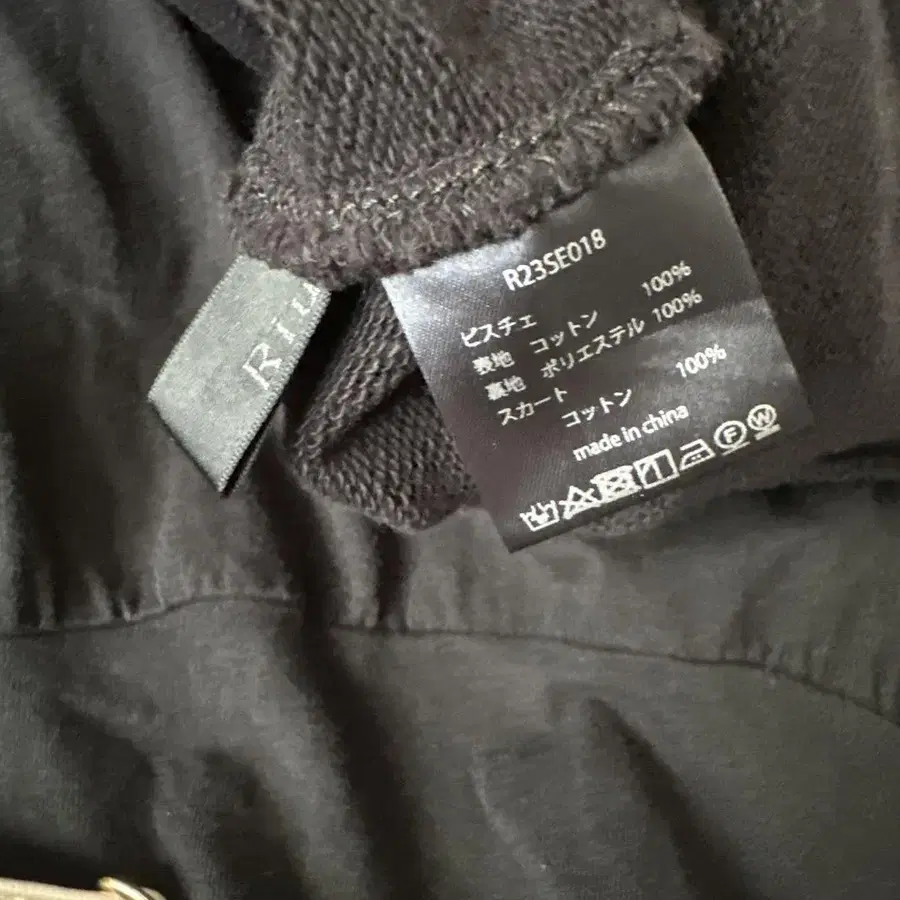 R23SE018
ビスチェ
表地 コットン 100%
裏地 ポリエステル 100%
スカート
コットン 100%
made in china
F W
Riu